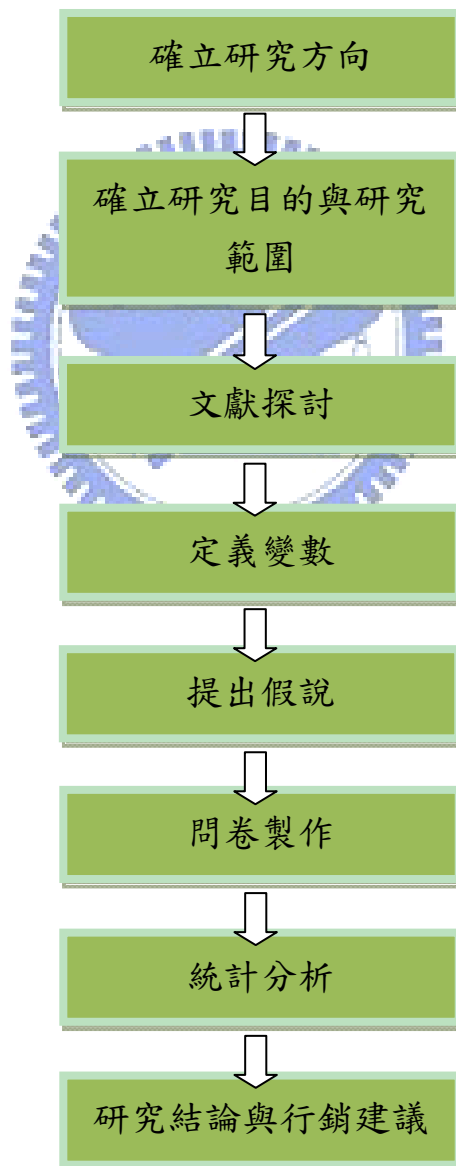 確立研究方向
確立研究目的與研究
範圍
文獻探討
定義變數
提出假說
問卷製作
統計分析
研究結論與行銷建議